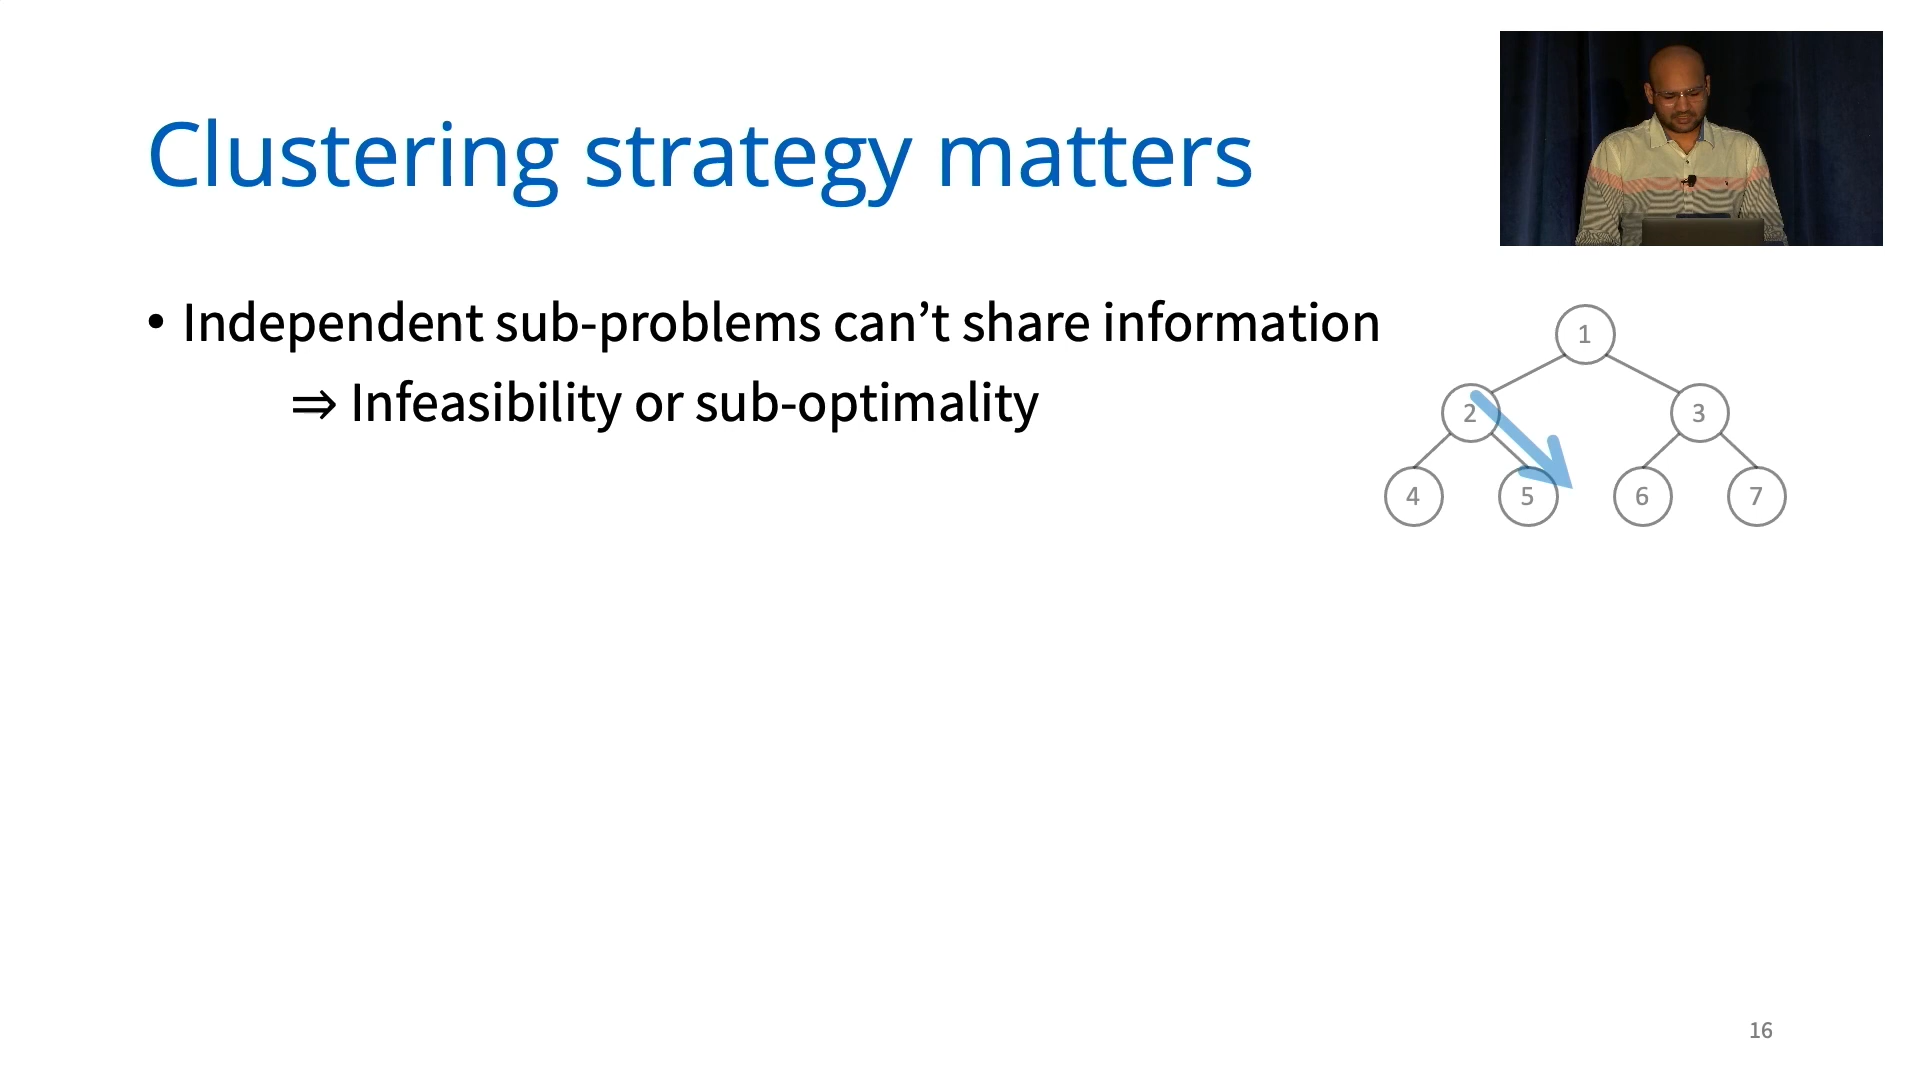 Clustering strategy matters
• Independent sub-problems can’t share information
⇒ Infeasibility or sub-optimality
1
2 3
4 5 6 7
16